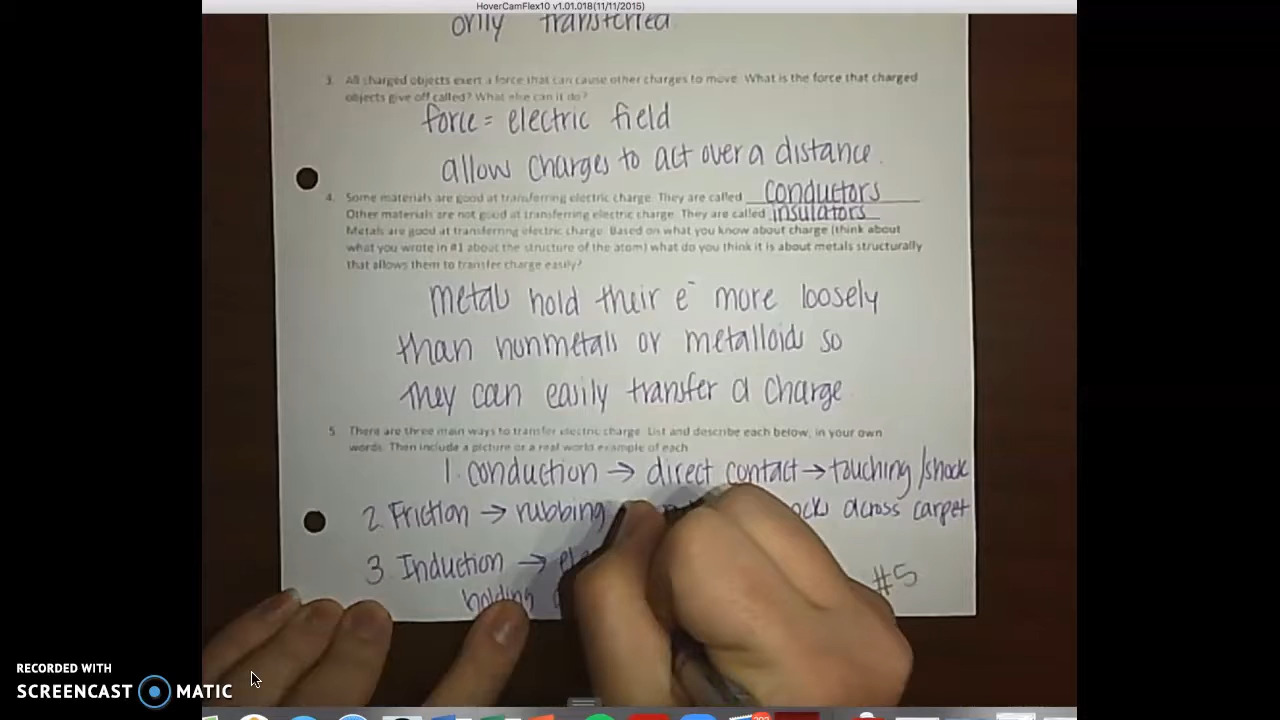 HoverCamFlex10 v1.01.018(11/11/2015)
only transferred
3. All charged objects exert a force that can cause other charges to move. What is the force that charged
objects give off called? What else can it do?
force = electric field
allow charges to act over a distance.
4. Some materials are good at transferring electric charge. They are called conductors
Other materials are not good at transferring electric charge. They are called insulators
Metals are good at transferring electric charge. Based on what you know about charge (think about
what you wrote in #1 about the structure of the atom) what do you think it is about metals structurally
that allows them to transfer charge easily?
metals hold their e⁻ more loosely
than nonmetals or metalloids so
they can easily transfer a charge
5. There are three main ways to transfer electric charge. List and describe each below, in your own
words. Then include a picture or a real world example of each
1. conduction → direct contact → touching/shock
2. Friction → rubbing across carpet
3 Induction →
holding #5
RECORDED WITH
SCREENCAST MATIC